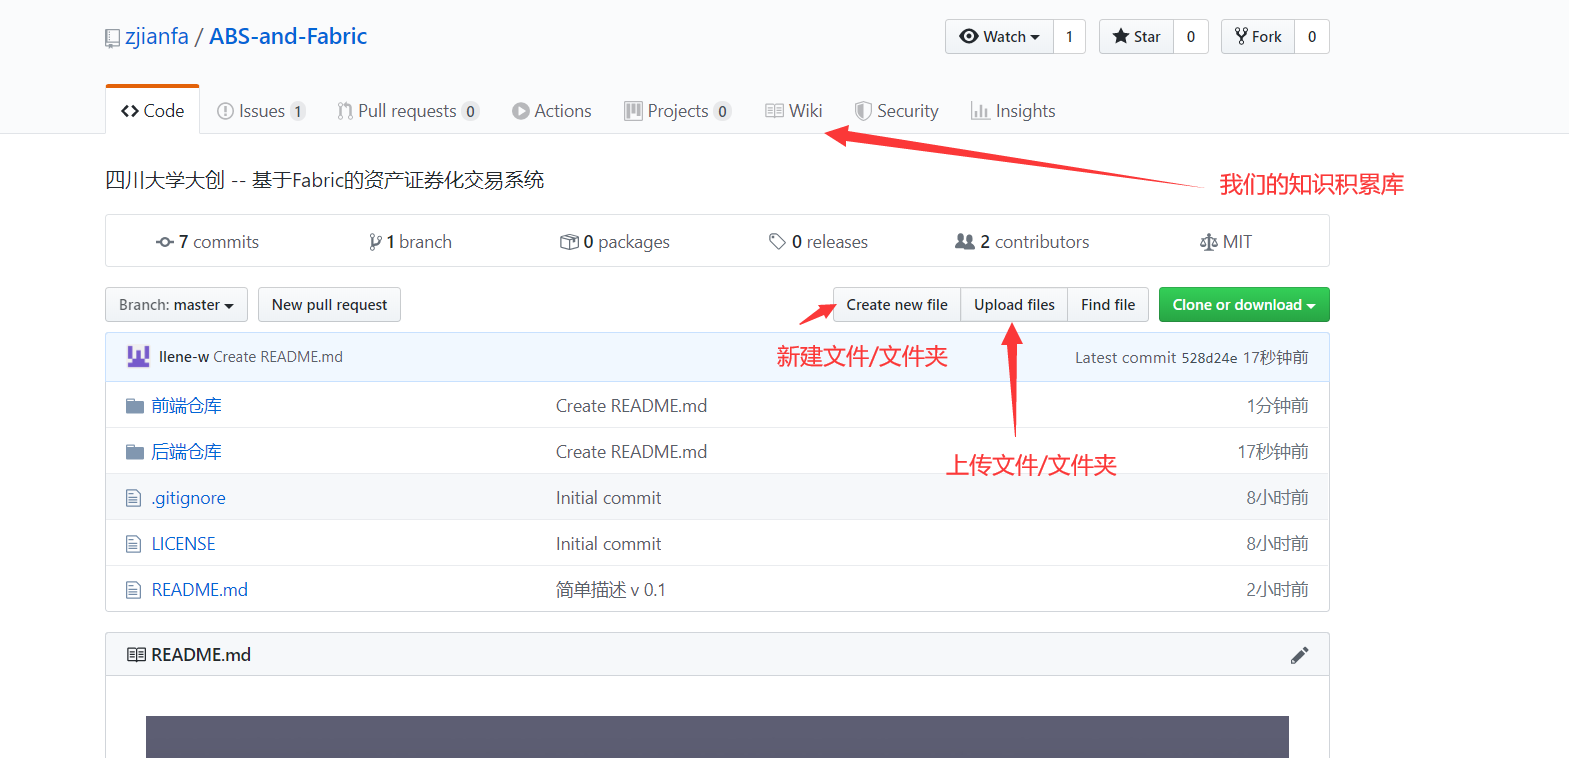 zjianfa / ABS-and-Fabric
Watch 1 Star 0 Fork 0
Code Issues 1 Pull requests 0 Actions Projects 0 Wiki Security Insights
我们的知识积累库
四川大学大创 -- 基于Fabric的资产证券化交易系统
7 commits 1 branch 0 packages 0 releases 2 contributors MIT
Branch: master New pull request Create new file Upload files Find file Clone or download
新建文件/文件夹
llene-w Create README.md Latest commit 528d24e 17秒钟前
前端仓库 Create README.md 1分钟前
后端仓库 Create README.md 17秒钟前
上传文件/文件夹
.gitignore Initial commit 8小时前
LICENSE Initial commit 8小时前
README.md 简单描述 v 0.1 2小时前
README.md